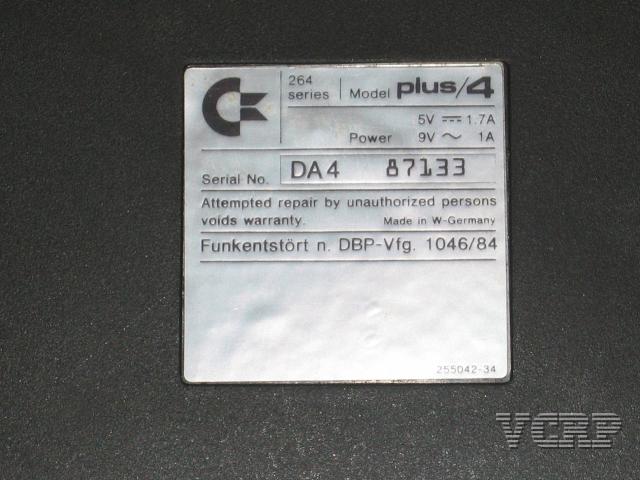 264
series Model plus/4
5V ⎓ 1.7A
Power 9V ~ 1A
Serial No. DA4 87133
Attempted repair by unauthorized persons
voids warranty. Made in W-Germany
Funkentstört n. DBP-Vfg. 1046/84
255042-34
VCRP